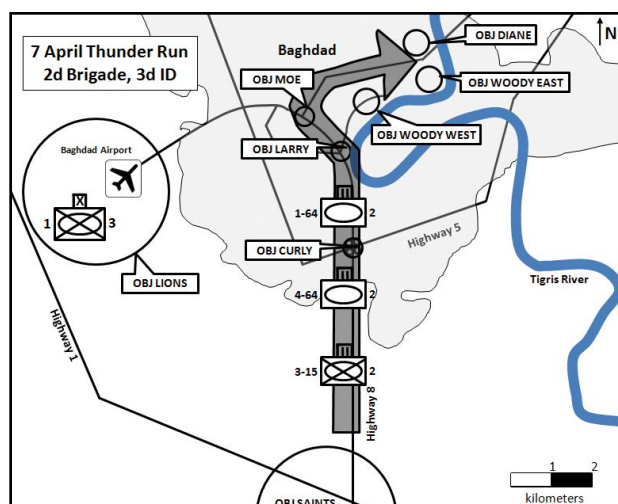 7 April Thunder Run
2d Brigade, 3d ID
Baghdad
OBJ DIANE
N
OBJ MOE
OBJ WOODY EAST
OBJ WOODY WEST
Baghdad Airport
OBJ LARRY
X
1
3
1-64
2
OBJ CURLY
Highway 5
OBJ LIONS
4-64
2
Tigris River
Highway 1
3-15
2
Highway 8
OBJ SAINTS
1
2
kilometers